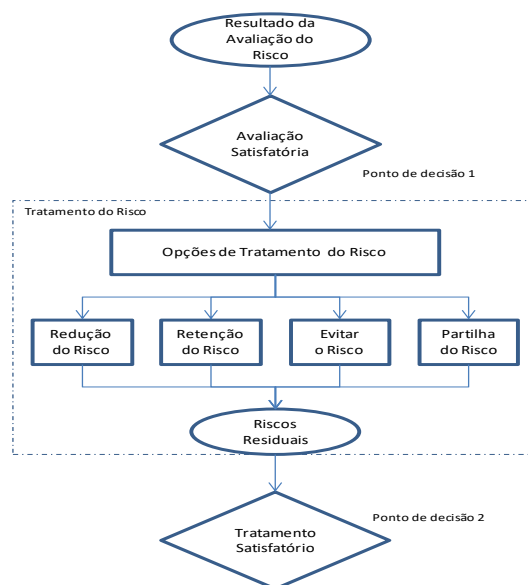 Resultado da
Avaliação do
Risco
Avaliação
Satisfatória
Ponto de decisão 1
Tratamento do Risco
Opções de Tratamento do Risco
Redução
do Risco
Retenção
do Risco
Evitar
o Risco
Partilha
do Risco
Riscos
Residuais
Ponto de decisão 2
Tratamento
Satisfatório